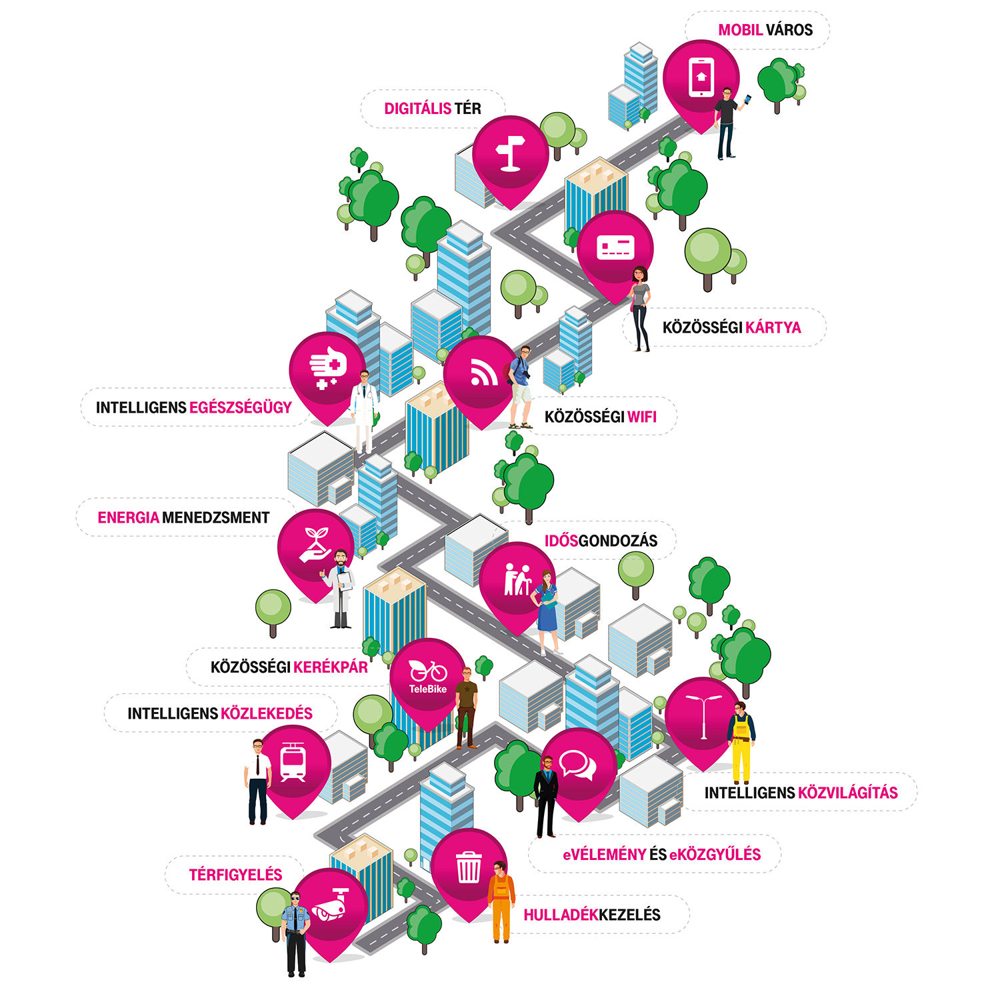 MOBIL VÁROS
DIGITÁLIS TÉR
KÖZÖSSÉGI KÁRTYA
INTELLIGENS EGÉSZSÉGÜGY
KÖZÖSSÉGI WIFI
ENERGIA MENEDZSMENT
IDŐSGONDOZÁS
KÖZÖSSÉGI KERÉKPÁR
TeleBike
INTELLIGENS KÖZLEKEDÉS
INTELLIGENS KÖZVILÁGÍTÁS
eVÉLEMÉNY ÉS eKÖZGYŰLÉS
TÉRFIGYELÉS
HULLADÉKKEZELÉS